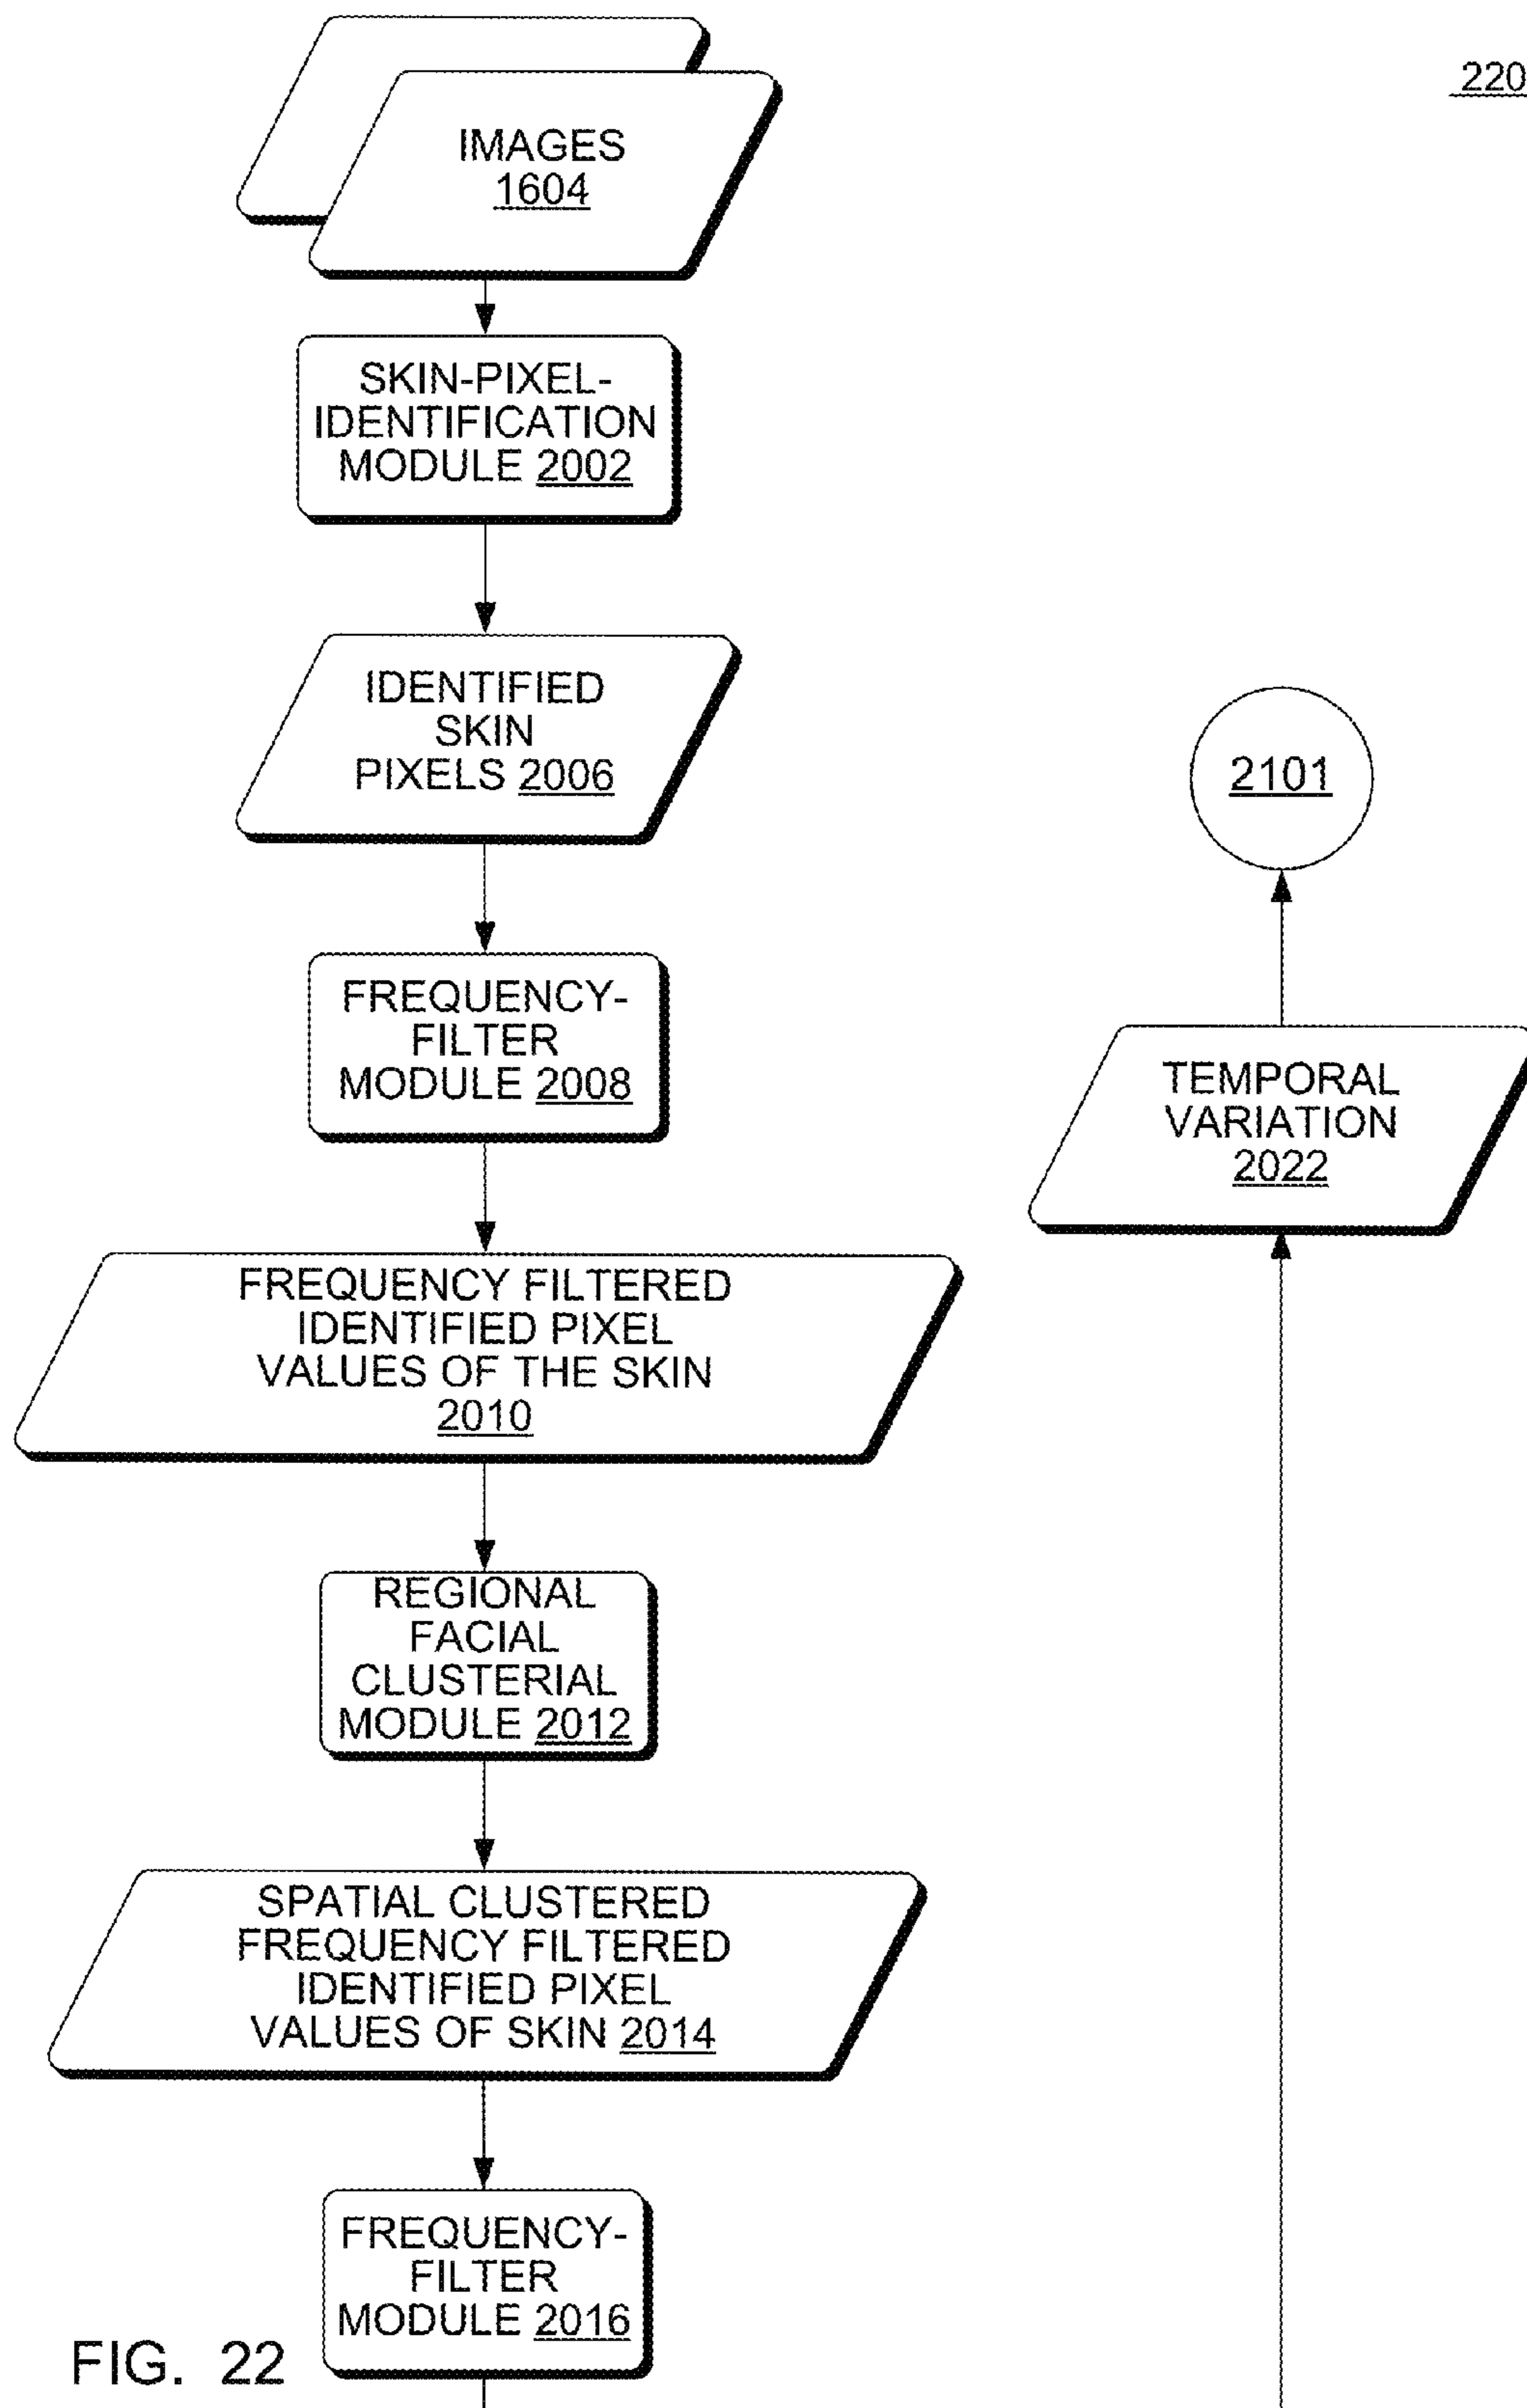 220
IMAGES
1604
SKIN-PIXEL-
IDENTIFICATION
MODULE 2002
IDENTIFIED
SKIN
PIXELS 2006
FREQUENCY-
FILTER
MODULE 2008
FREQUENCY FILTERED
IDENTIFIED PIXEL
VALUES OF THE SKIN
2010
REGIONAL
FACIAL
CLUSTERIAL
MODULE 2012
SPATIAL CLUSTERED
FREQUENCY FILTERED
IDENTIFIED PIXEL
VALUES OF SKIN 2014
FREQUENCY-
FILTER
MODULE 2016
2101
TEMPORAL
VARIATION
2022
FIG. 22